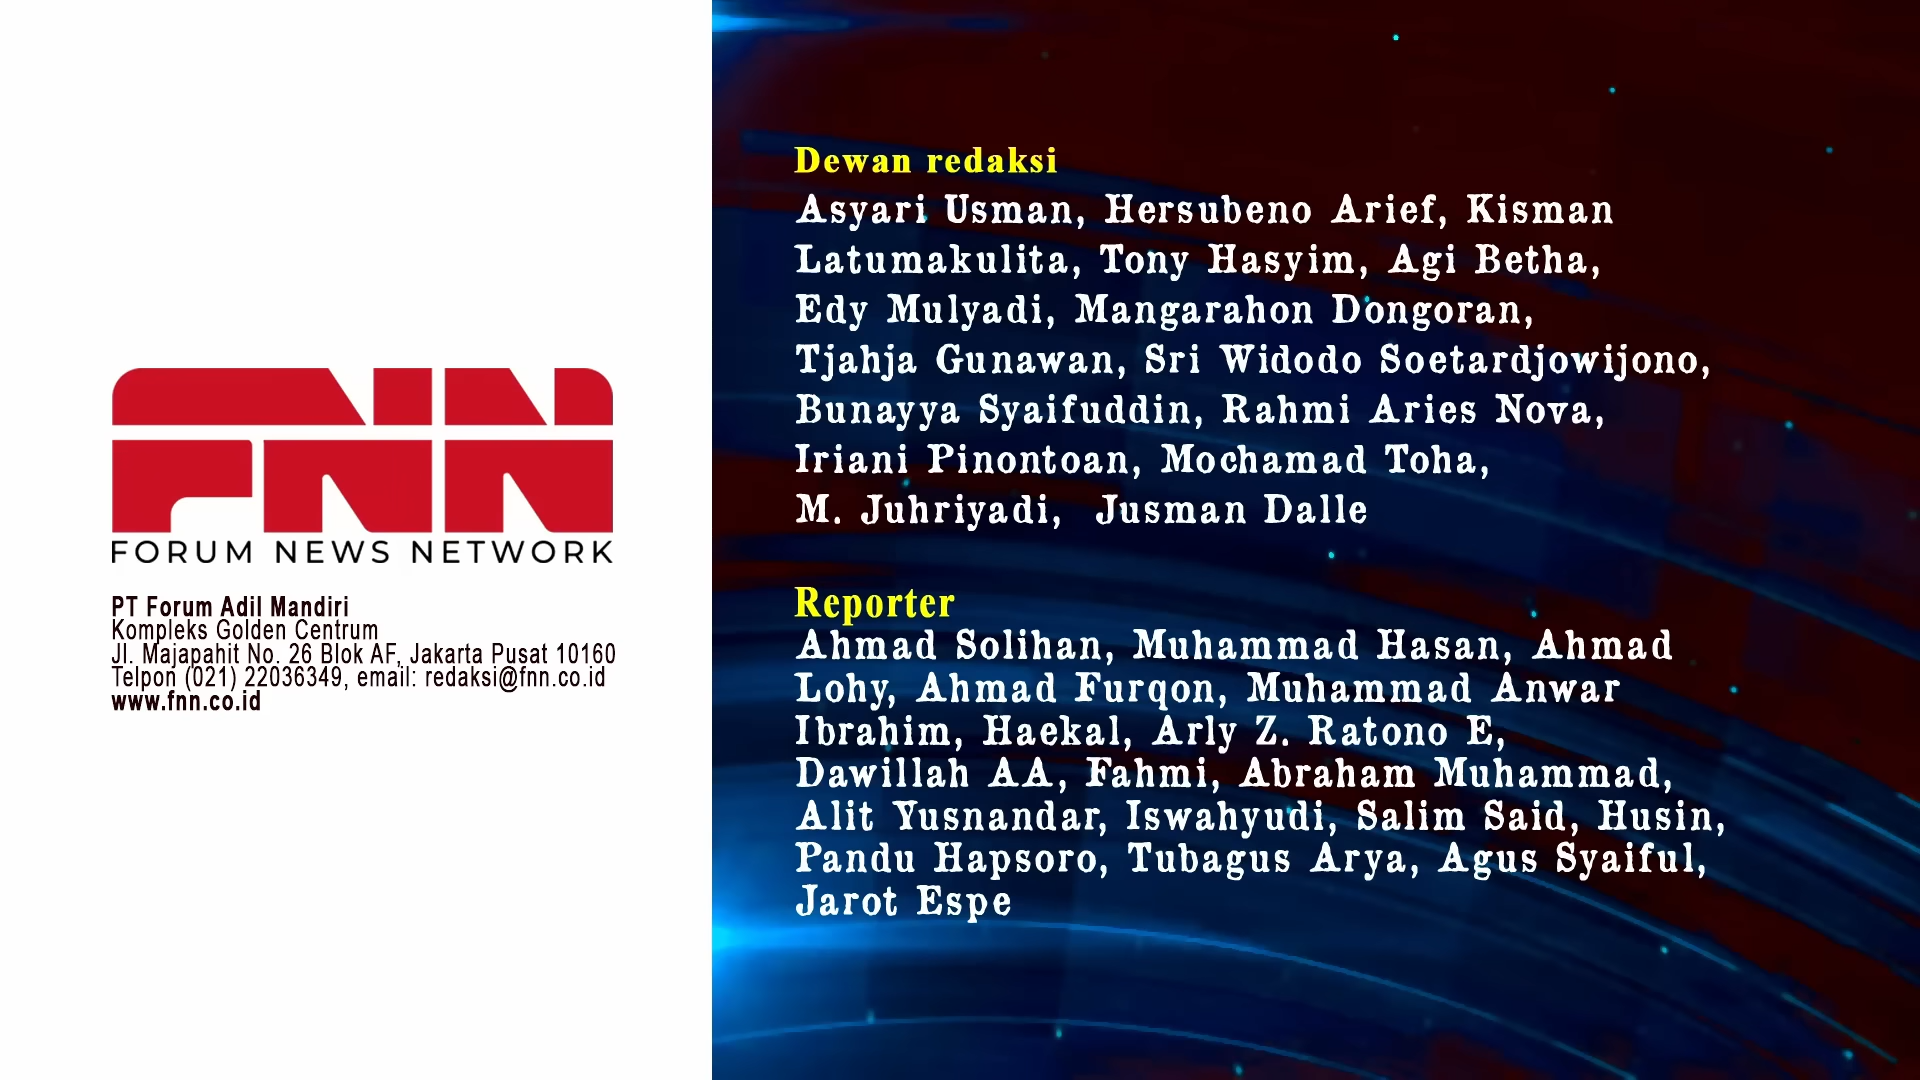 FNN
FORUM NEWS NETWORK
PT Forum Adil Mandiri
Kompleks Golden Centrum
Jl. Majapahit No. 26 Blok AF, Jakarta Pusat 10160
Telpon (021) 22036349, email: redaksi@fnn.co.id
www.fnn.co.id
Dewan redaksi
Asyari Usman, Hersubeno Arief, Kisman
Latumakulita, Tony Hasyim, Agi Betha,
Edy Mulyadi, Mangarahon Dongoran,
Tjahja Gunawan, Sri Widodo Soetardjowijono,
Bunayya Syaifuddin, Rahmi Aries Nova,
Iriani Pinontoan, Mochamad Toha,
M. Juhriyadi,  Jusman Dalle
Reporter
Ahmad Solihan, Muhammad Hasan, Ahmad
Lohy, Ahmad Furqon, Muhammad Anwar
Ibrahim, Haekal, Arly Z. Ratono E,
Dawillah AA, Fahmi, Abraham Muhammad,
Alit Yusnandar, Iswahyudi, Salim Said, Husin,
Pandu Hapsoro, Tubagus Arya, Agus Syaiful,
Jarot Espe